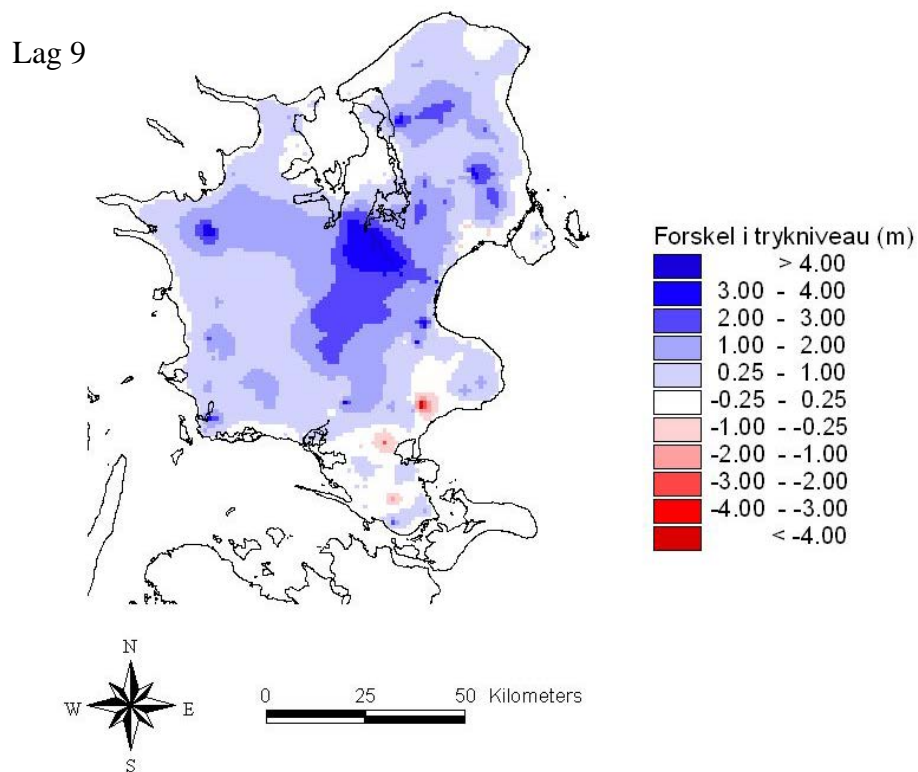 Lag 9
Forskel i trykniveau (m)
> 4.00
3.00 - 4.00
2.00 - 3.00
1.00 - 2.00
0.25 - 1.00
-0.25 - 0.25
-1.00 - -0.25
-2.00 - -1.00
-3.00 - -2.00
-4.00 - -3.00
< -4.00
N
W E
S
0 25 50 Kilometers